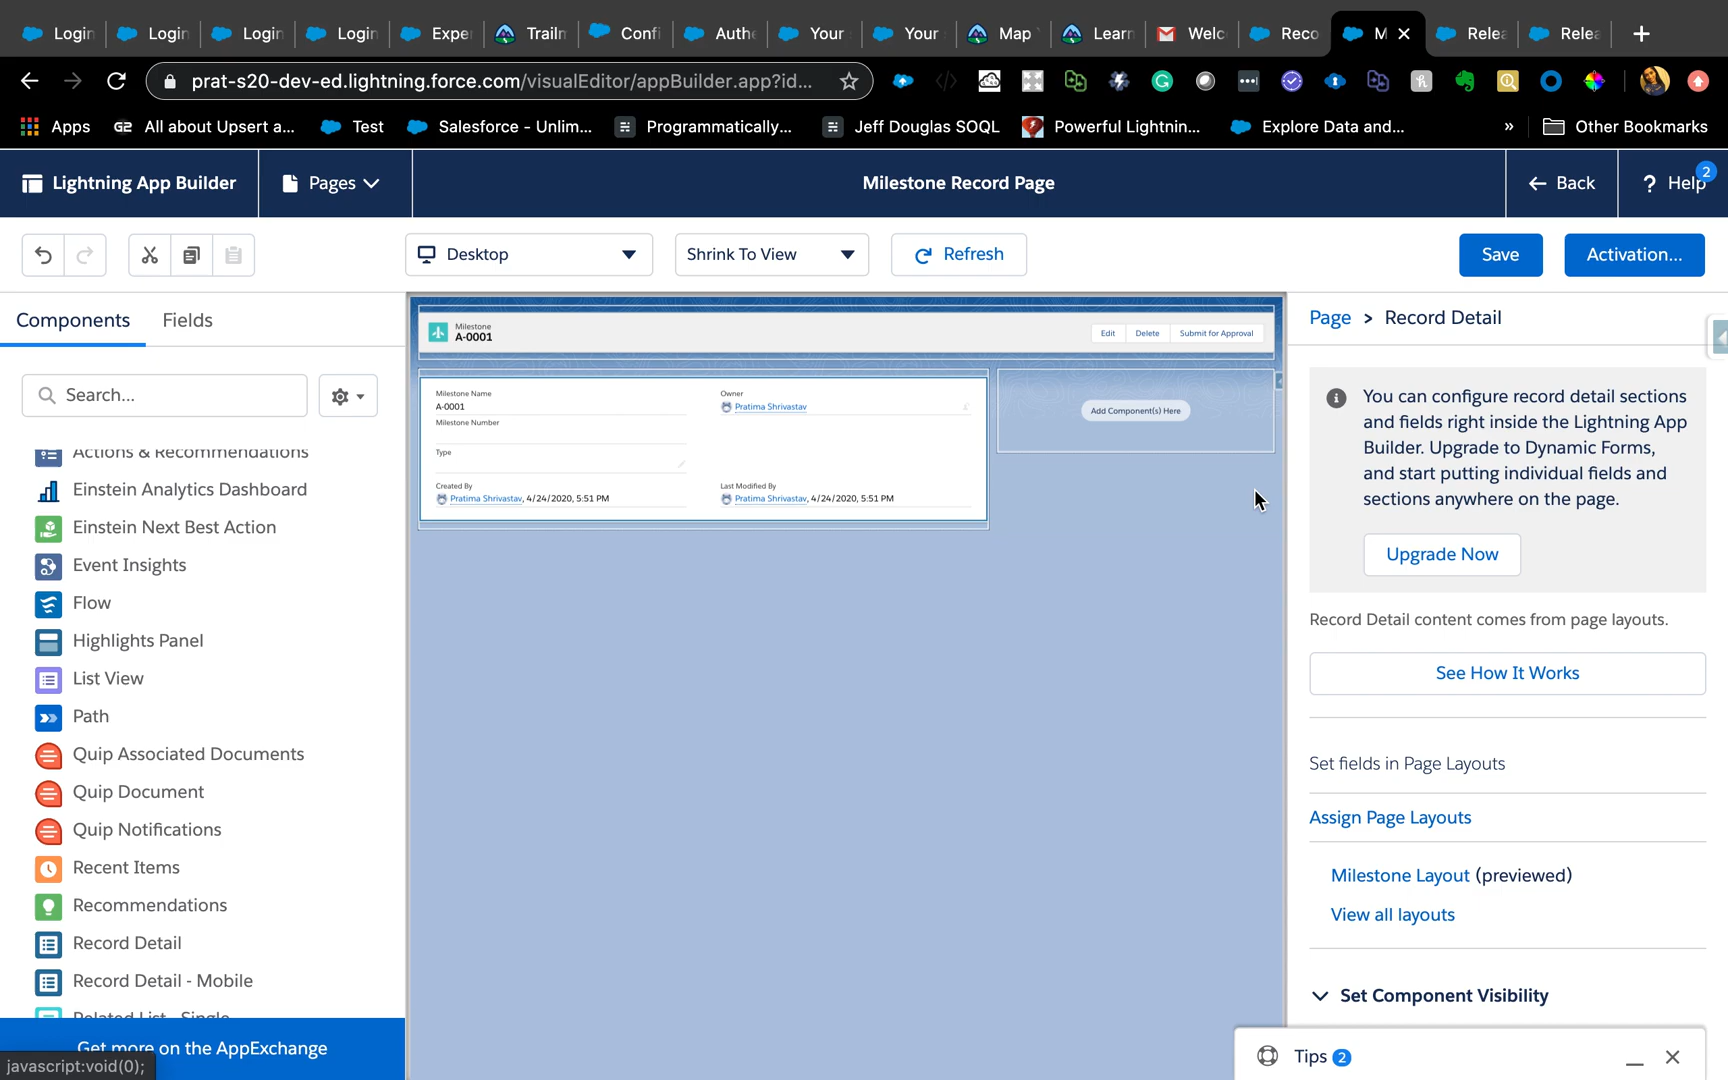 Login
Login
Login
Login
Expe
Trailn
Confi
Authe
Your
Your
Map
Learn
Welc
Reco
M
Relea
Relea
prat-s20-dev-ed.lightning.force.com/visualEditor/appBuilder.app?id...
Apps
G2 All about Upsert a...
Test
Salesforce - Unlim...
Programmatically...
Jeff Douglas SOQL
Powerful Lightnin...
Explore Data and...
»
Other Bookmarks
Lightning App Builder
Pages
Milestone Record Page
Back
? Help
2
Desktop
Shrink To View
Refresh
Save
Activation...
Components
Fields
Search...
Actions & Recommendations
Einstein Analytics Dashboard
Einstein Next Best Action
Event Insights
Flow
Highlights Panel
List View
Path
Quip Associated Documents
Quip Document
Quip Notifications
Recent Items
Recommendations
Record Detail
Record Detail - Mobile
Related List - Single
Get more on the AppExchange
javascript:void(0);
Milestone
A-0001
Edit
Delete
Submit for Approval
Milestone Name
A-0001
Owner
Pratima Shrivastav
Milestone Number
Type
Created By
Pratima Shrivastav, 4/24/2020, 5:51 PM
Last Modified By
Pratima Shrivastav, 4/24/2020, 5:51 PM
Add Component(s) Here
Page > Record Detail
You can configure record detail sections
and fields right inside the Lightning App
Builder. Upgrade to Dynamic Forms,
and start putting individual fields and
sections anywhere on the page.
Upgrade Now
Record Detail content comes from page layouts.
See How It Works
Set fields in Page Layouts
Assign Page Layouts
Milestone Layout (previewed)
View all layouts
Set Component Visibility
Tips 2